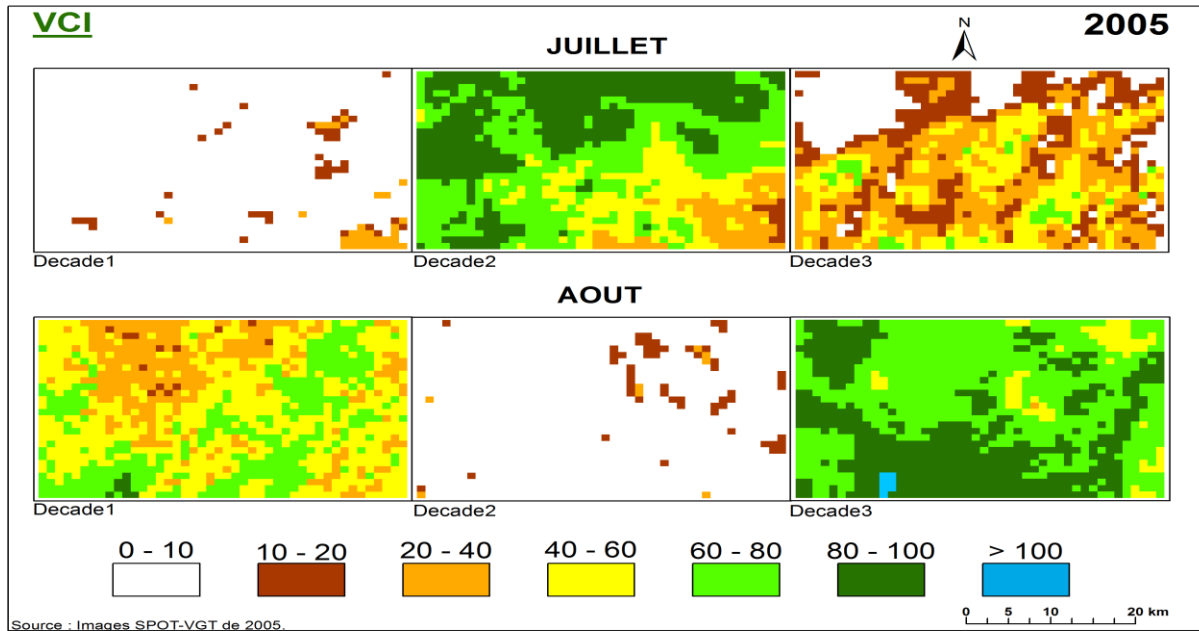 VCI
2005
N
JUILLET
Decade1
Decade2
Decade3
AOUT
Decade1
Decade2
Decade3
0 - 10
10 - 20
20 - 40
40 - 60
60 - 80
80 - 100
> 100
Source : Images SPOT-VGT de 2005.
0 5 10 20 km